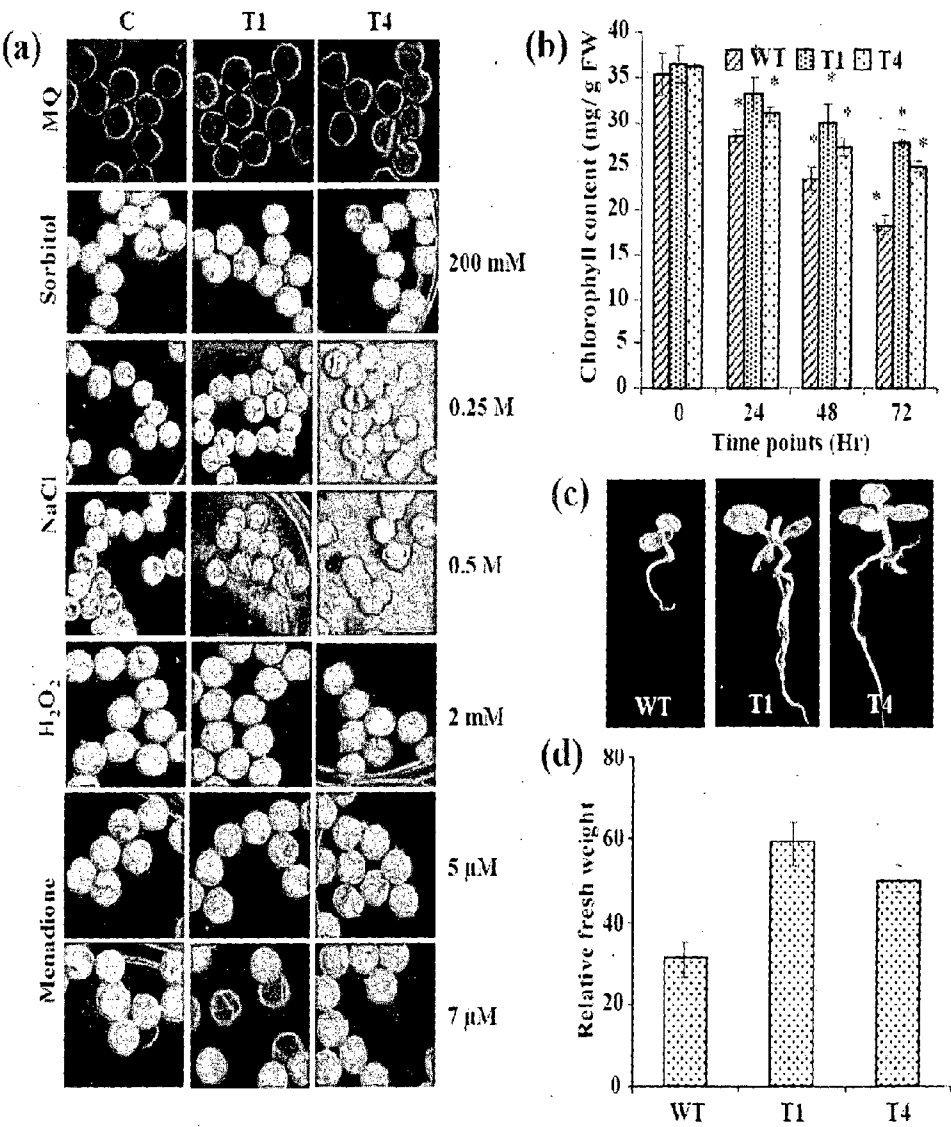 (a)
C T1 T4
MQ
Sorbitol
200 mM
NaCl
0.25 M
0.5 M
H₂O₂
2 mM
Menadione
5 µM
7 µM
(b)
Chlorophyll content (mg/ g FW)
40
35
30
25
20
15
10
5
0
WT T1 T4
* * * * * * * * *
0 24 48 72
Time points (Hr)
(c)
WT T1 T4
(d)
Relative fresh weight
80
60
40
20
0
WT T1 T4